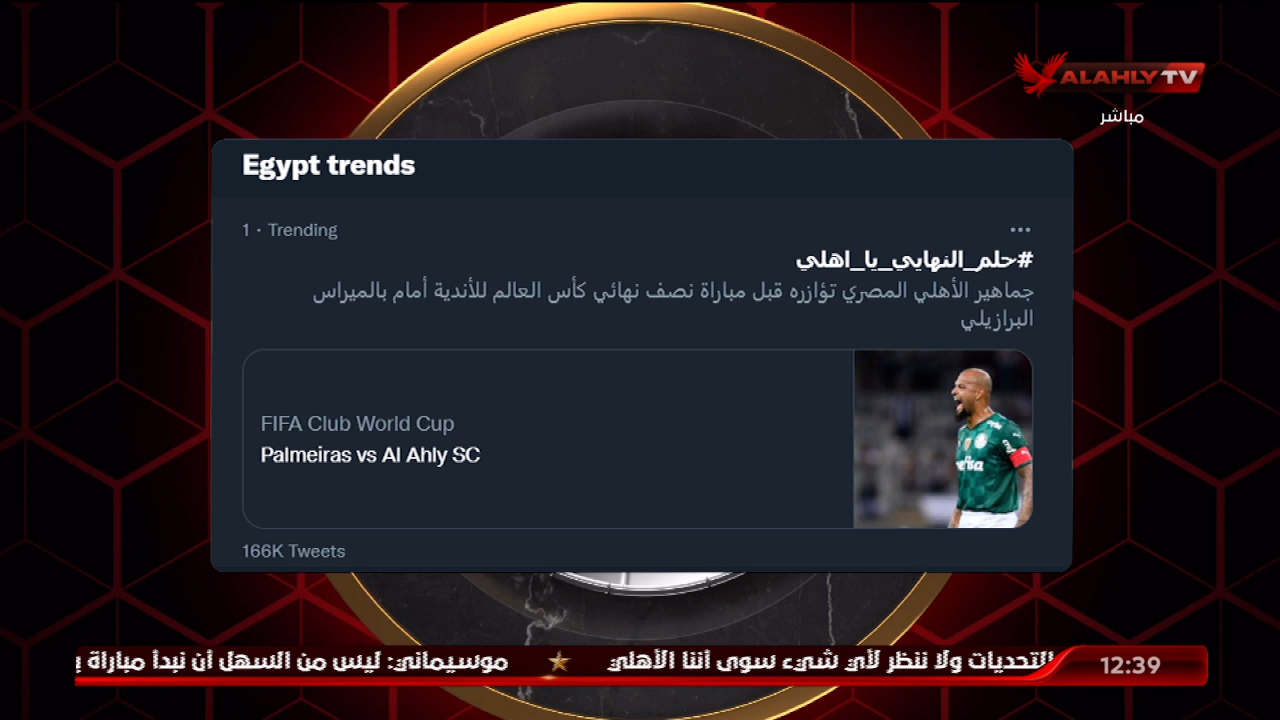 ALAHLY TV
مباشر
Egypt trends
1 · Trending
#حلم_النهايي_يا_اهلي
جماهير الأهلي المصري تؤازره قبل مباراة نصف نهائي كأس العالم للأندية أمام بالميراس
البرازيلي
FIFA Club World Cup
Palmeiras vs Al Ahly SC
166K Tweets
التحديات ولا ننظر لأي شيء سوى أننا الأهلي ★ موسيماني: ليس من السهل أن نبدأ مباراة
12:39